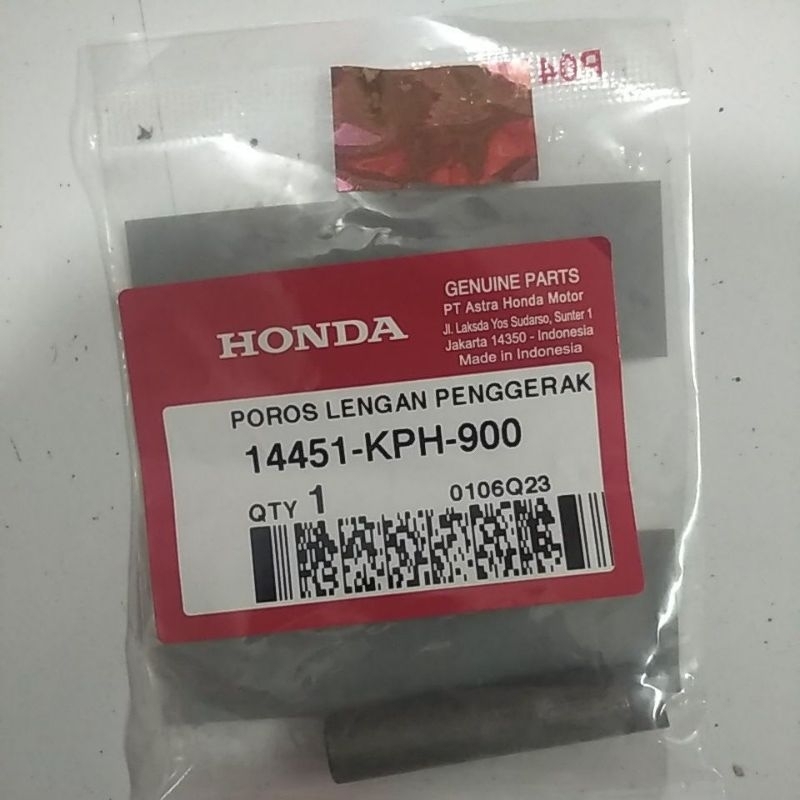 R04
HONDA
GENUINE PARTS
PT Astra Honda Motor
Jl. Laksda Yos Sudarso, Sunter 1
Jakarta 14350 - Indonesia
Made in Indonesia
POROS LENGAN PENGGERAK
14451-KPH-900
QTY 1
0106Q23